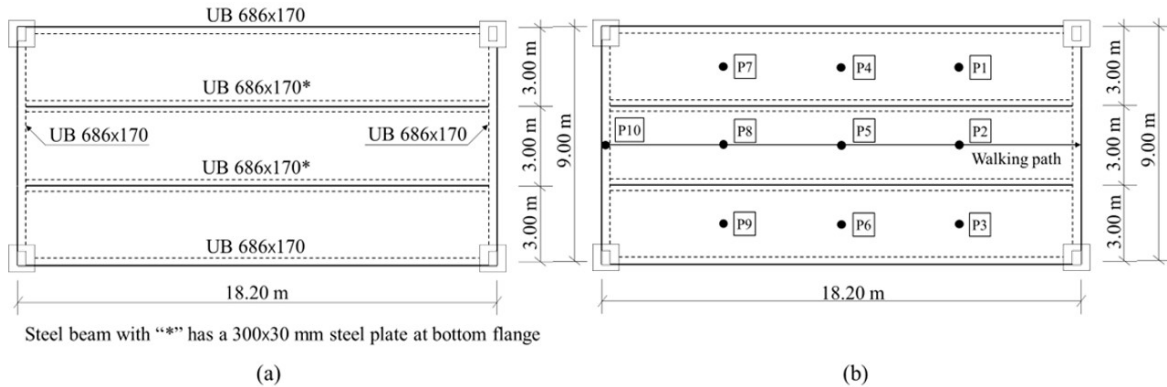 UB 686x170
UB 686x170*
UB 686x170
UB 686x170
UB 686x170*
UB 686x170
3.00 m
3.00 m
3.00 m
9.00 m
18.20 m
Steel beam with “*” has a 300x30 mm steel plate at bottom flange
(a)
P7
P4
P1
P10
P8
P5
P2
Walking path
P9
P6
P3
3.00 m
3.00 m
3.00 m
9.00 m
18.20 m
(b)